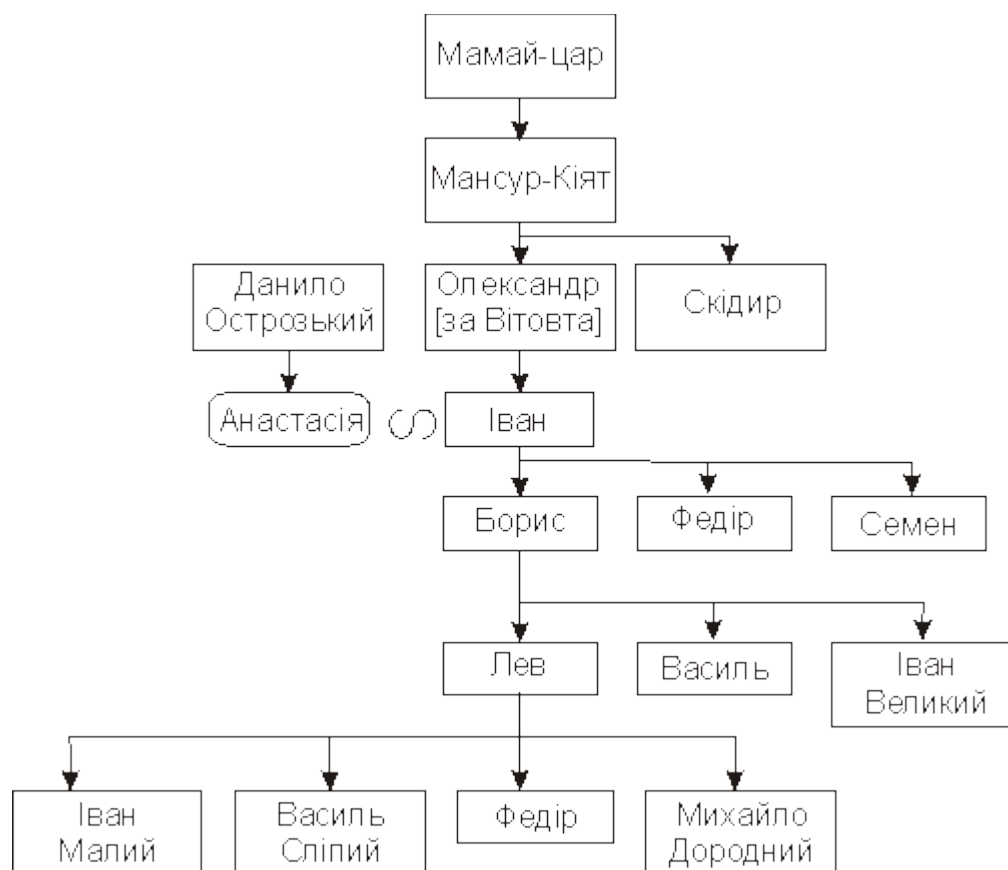 Мамай-цар
Мансур-Кіят
Данило
Острозький
Олександр
[за Вітовта]
Скідир
Анастасія
Іван
Борис
Федір
Семен
Лев
Василь
Іван
Великий
Іван
Малий
Василь
Сліпий
Федір
Михайло
Дородний